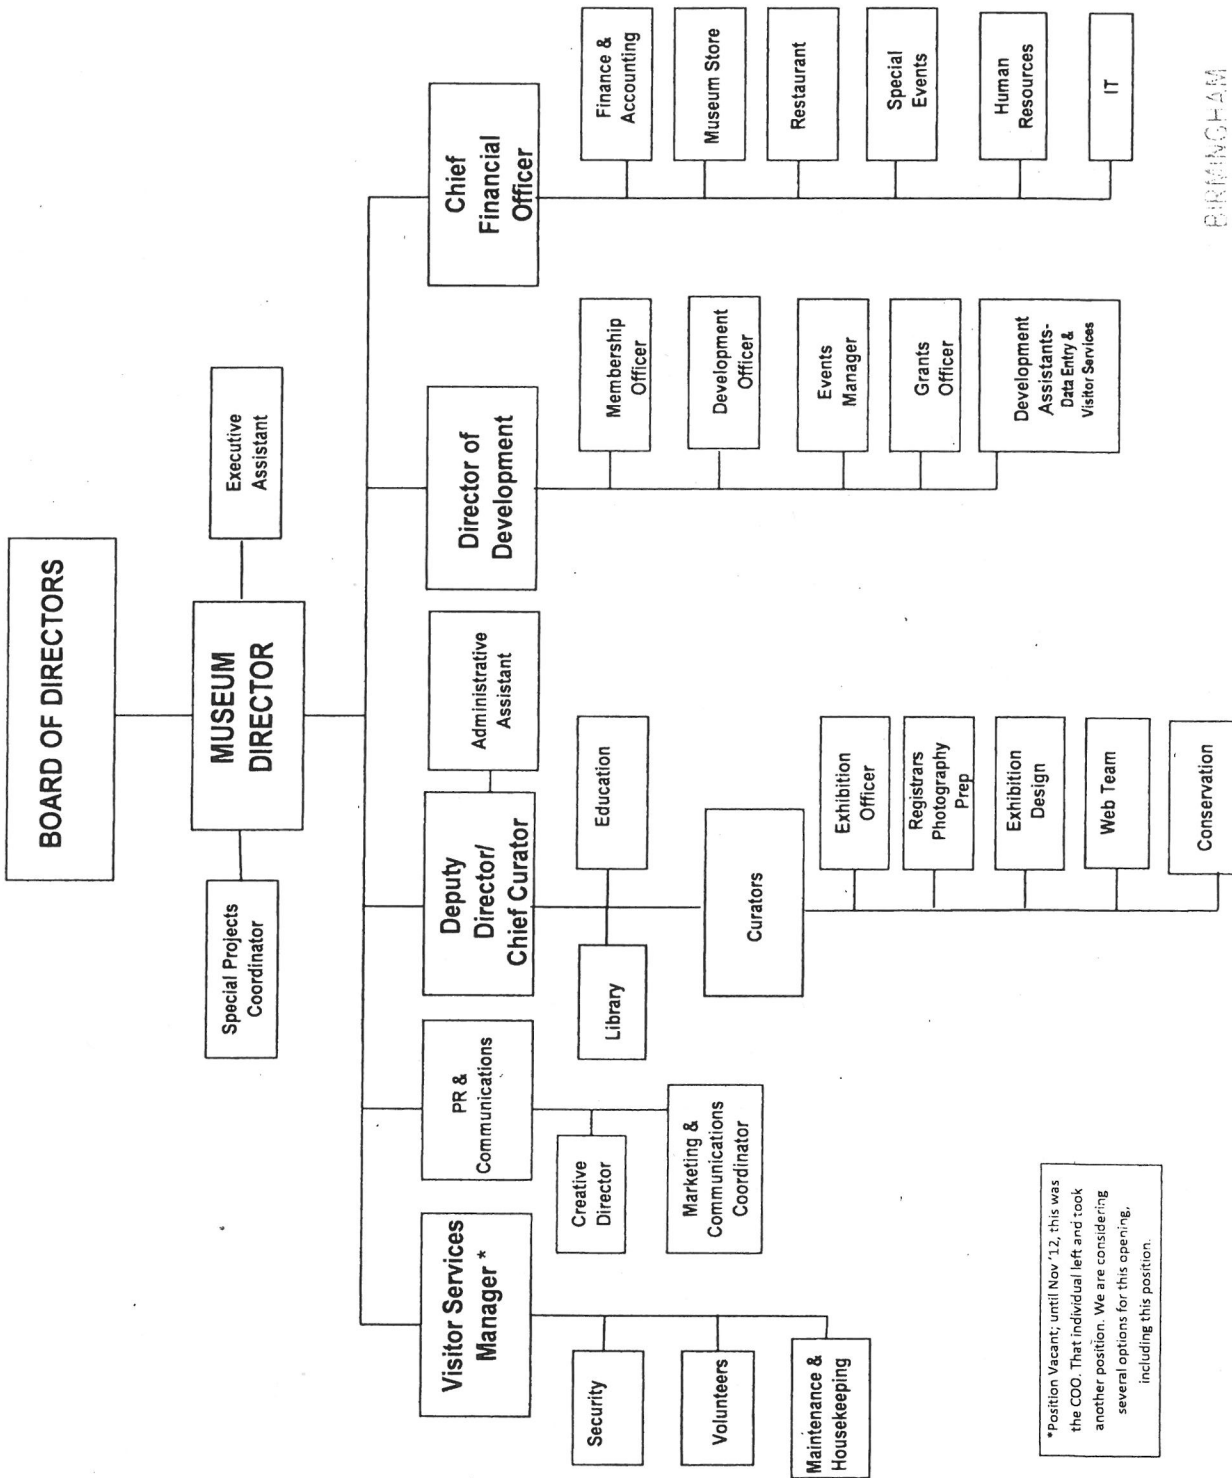 BOARD OF DIRECTORS
Special Projects
Coordinator
MUSEUM
DIRECTOR
Executive
Assistant
Visitor Services
Manager *
PR &
Communications
Deputy
Director/
Chief Curator
Administrative
Assistant
Director of
Development
Chief
Financial
Officer
Security
Volunteers
Maintenance &
Housekeeping
Creative
Director
Marketing &
Communications
Coordinator
Library
Education
Curators
Exhibition
Officer
Registrars
Photography
Prep
Exhibition
Design
Web Team
Conservation
Membership
Officer
Development
Officer
Events
Manager
Grants
Officer
Development
Assistants-
Data Entry &
Visitor Services
Finance &
Accounting
Museum Store
Restaurant
Special
Events
Human
Resources
IT
*Position Vacant; until Nov '12, this was
the COO. That individual left and took
another position. We are considering
several options for this opening,
including this position.
BIRMINGHAM